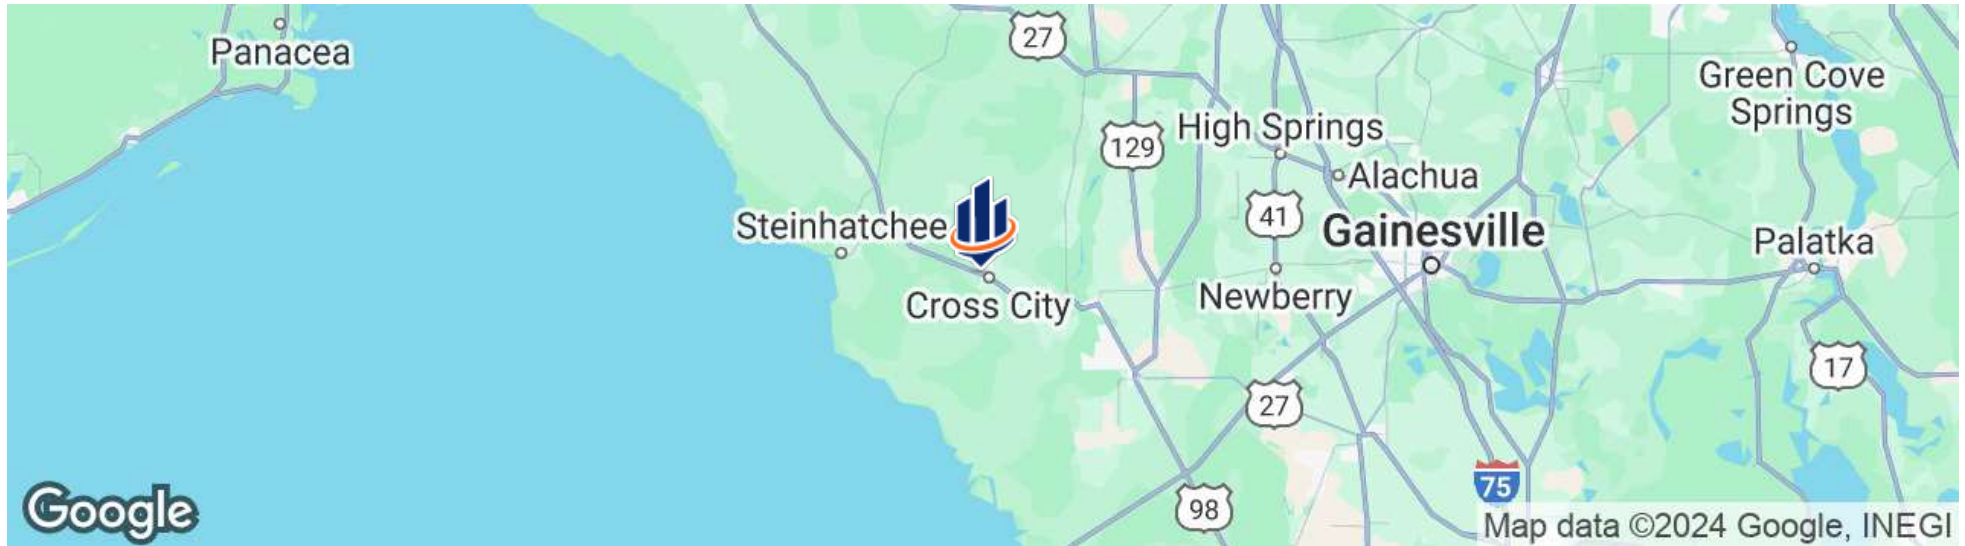 27
Panacea
Green Cove
Springs
High Springs
129
Alachua
41
Steinhatchee
Gainesville
Palatka
Cross City
Newberry
17
27
75
98
Google
Map data ©2024 Google, INEGI